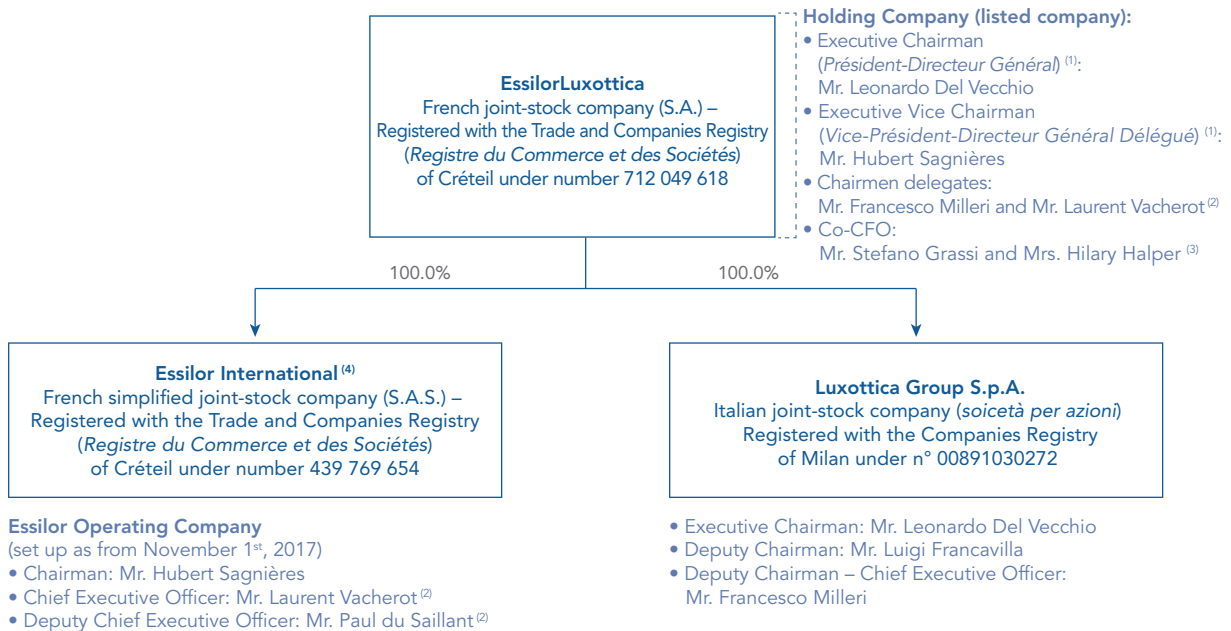 EssilorLuxottica
French joint-stock company (S.A.) –
Registered with the Trade and Companies Registry
(Registre du Commerce et des Sociétés)
of Créteil under number 712 049 618
Holding Company (listed company):
• Executive Chairman
(Président-Directeur Général) (1):
Mr. Leonardo Del Vecchio
• Executive Vice Chairman
(Vice-Président-Directeur Général Délégué) (1):
Mr. Hubert Sagnières
• Chairmen delegates:
Mr. Francesco Milleri and Mr. Laurent Vacherot (2)
• Co-CFO:
Mr. Stefano Grassi and Mrs. Hilary Halper (3)
100.0%
100.0%
Essilor International (4)
French simplified joint-stock company (S.A.S.) –
Registered with the Trade and Companies Registry
(Registre du Commerce et des Sociétés)
of Créteil under number 439 769 654
Luxottica Group S.p.A.
Italian joint-stock company (soicetà per azioni)
Registered with the Companies Registry
of Milan under n° 00891030272
Essilor Operating Company
(set up as from November 1st, 2017)
• Chairman: Mr. Hubert Sagnières
• Chief Executive Officer: Mr. Laurent Vacherot (2)
• Deputy Chief Executive Officer: Mr. Paul du Saillant (2)
• Executive Chairman: Mr. Leonardo Del Vecchio
• Deputy Chairman: Mr. Luigi Francavilla
• Deputy Chairman – Chief Executive Officer:
Mr. Francesco Milleri